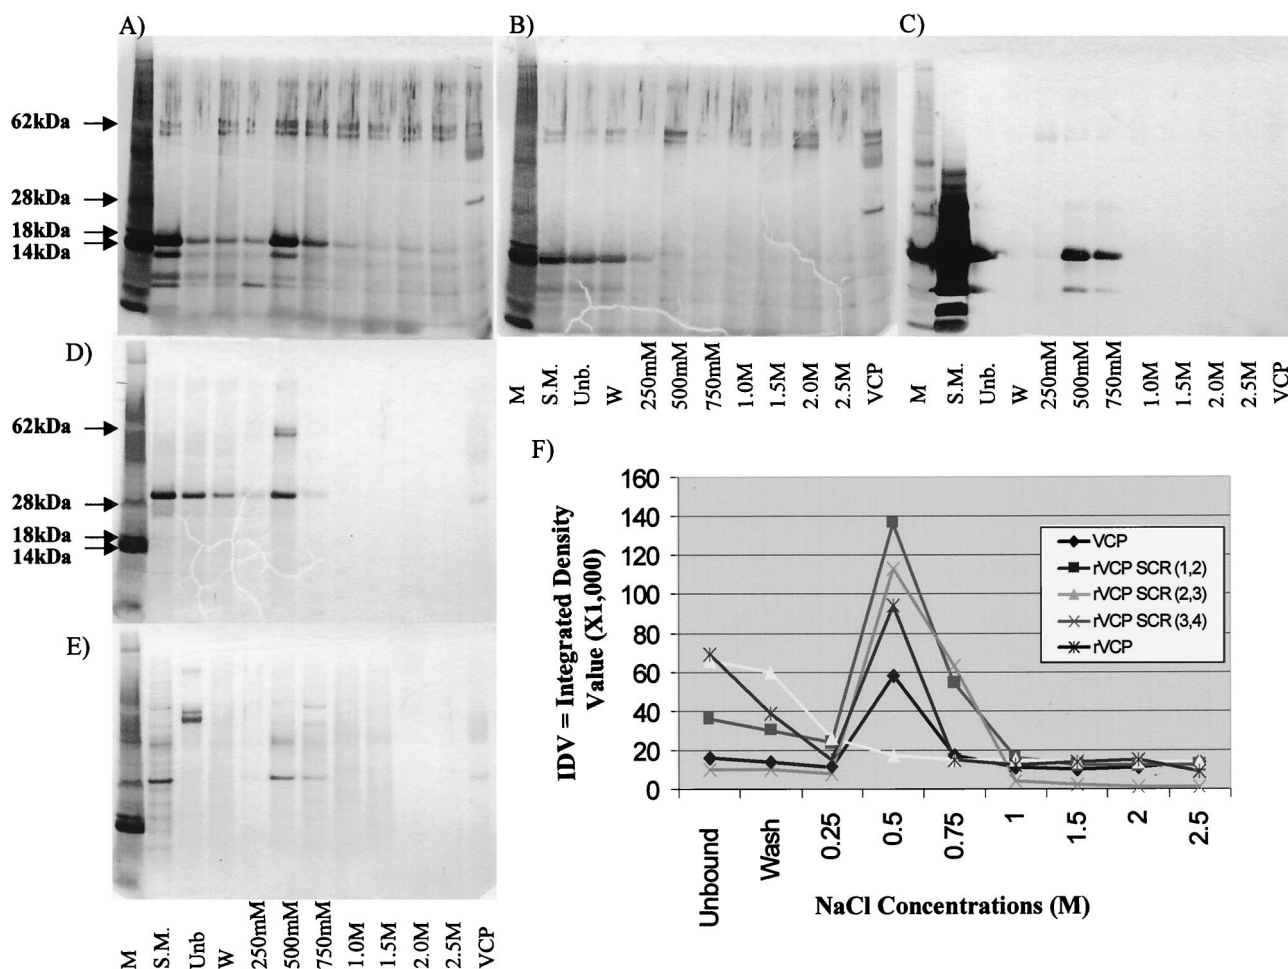 A)
B)
C)
62kDa
28kDa
18kDa
14kDa
M
S.M.
Unb.
W
250mM
500mM
750mM
1.0M
1.5M
2.0M
2.5M
VCP
M
S.M.
Unb.
W
250mM
500mM
750mM
1.0M
1.5M
2.0M
2.5M
VCP
D)
62kDa
28kDa
18kDa
14kDa
E)
M
S.M.
Unb
W
250mM
500mM
750mM
1.0M
1.5M
2.0M
2.5M
VCP
F)
IDV = Integrated Density
Value (X1,000)
160
140
120
100
80
60
40
20
0
VCP
rVCP SCR (1,2)
rVCP SCR (2,3)
rVCP SCR (3,4)
rVCP
Unbound
Wash
0.25
0.5
0.75
1
1.5
2
2.5
NaCl Concentrations (M)